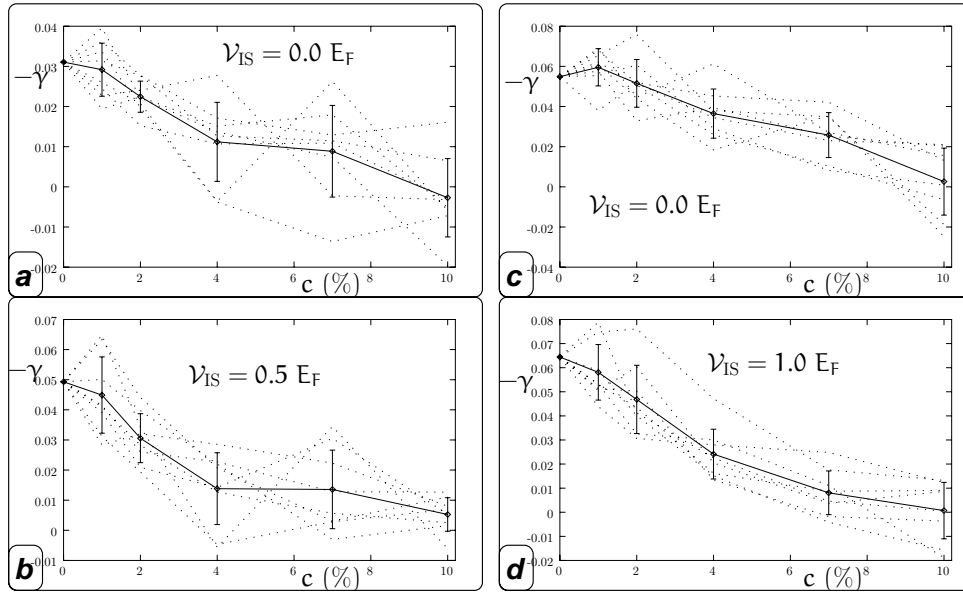 0.04
0.03
−γ
0.02
0.01
0
-0.01
-0.02
0 2 4 6 8 10
c (%)
𝒱IS = 0.0 EF
a
0.08
0.06
−γ
0.04
0.02
0
-0.02
-0.04
0 2 4 6 8 10
c (%)
𝒱IS = 0.0 EF
c
0.07
0.06
−γ
0.05
0.04
0.03
0.02
0.01
0
-0.01
0 2 4 6 8 10
c (%)
𝒱IS = 0.5 EF
b
0.08
0.07
−γ
0.06
0.05
0.04
0.03
0.02
0.01
0
-0.01
-0.02
0 2 4 6 8 10
c (%)
𝒱IS = 1.0 EF
d